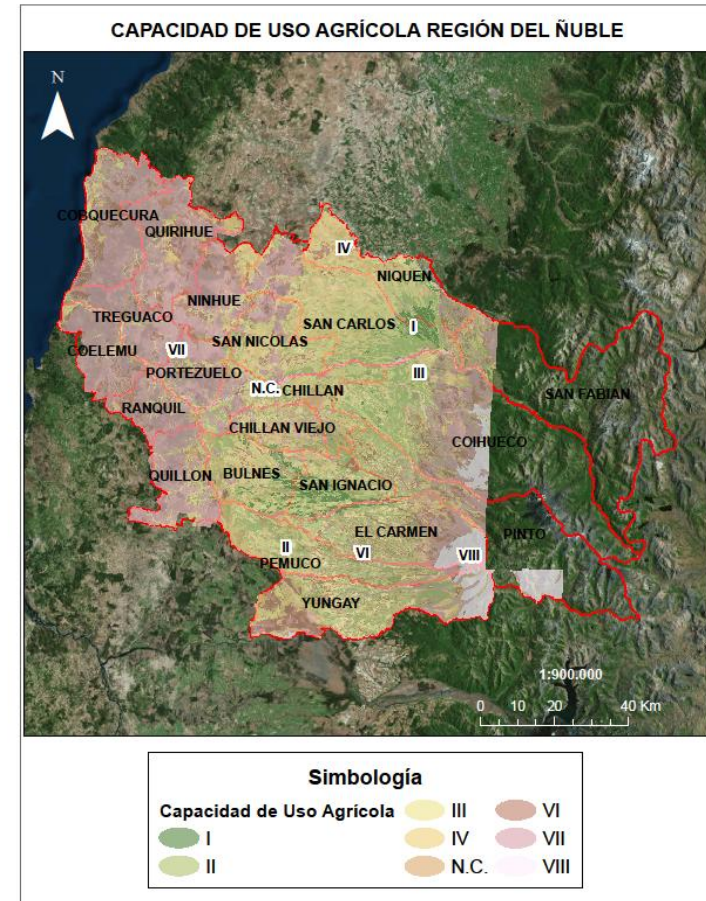 CAPACIDAD DE USO AGRÍCOLA REGIÓN DEL ÑUBLE
N
COBQUECURA
QUIRIHUE
IV
NIQUEN
NINHUE
TREGUACO
SAN CARLOS
I
SAN NICOLAS
COELEMU
VII
PORTEZUELO
III
N.C.
CHILLAN
SAN FABIAN
RANQUIL
CHILLAN VIEJO
COIHUECO
QUILLON
BULNES
SAN IGNACIO
EL CARMEN
PINTO
II
VI
VIII
PEMUCO
YUNGAY
1:900.000
0 10 20 40 Km
Simbología
Capacidad de Uso Agrícola
I
II
III
IV
N.C.
VI
VII
VIII